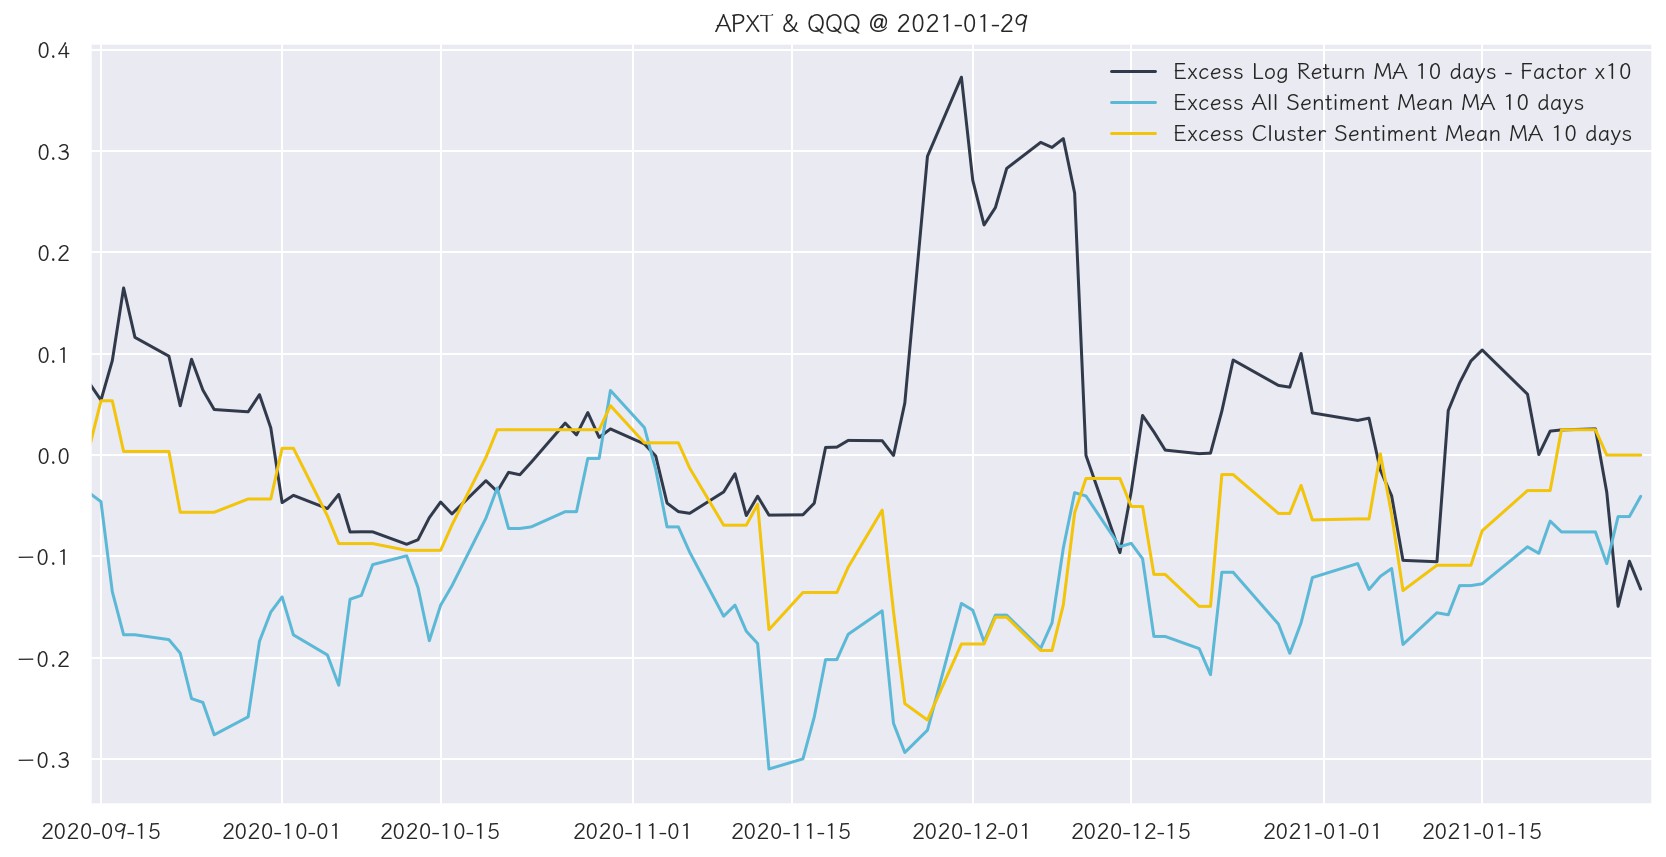 APXT & QQQ @ 2021-01-29
0.4
0.3
0.2
0.1
0.0
−0.1
−0.2
−0.3
Excess Log Return MA 10 days - Factor x10
Excess All Sentiment Mean MA 10 days
Excess Cluster Sentiment Mean MA 10 days
2020-09-15 2020-10-01 2020-10-15 2020-11-01 2020-11-15 2020-12-01 2020-12-15 2021-01-01 2021-01-15